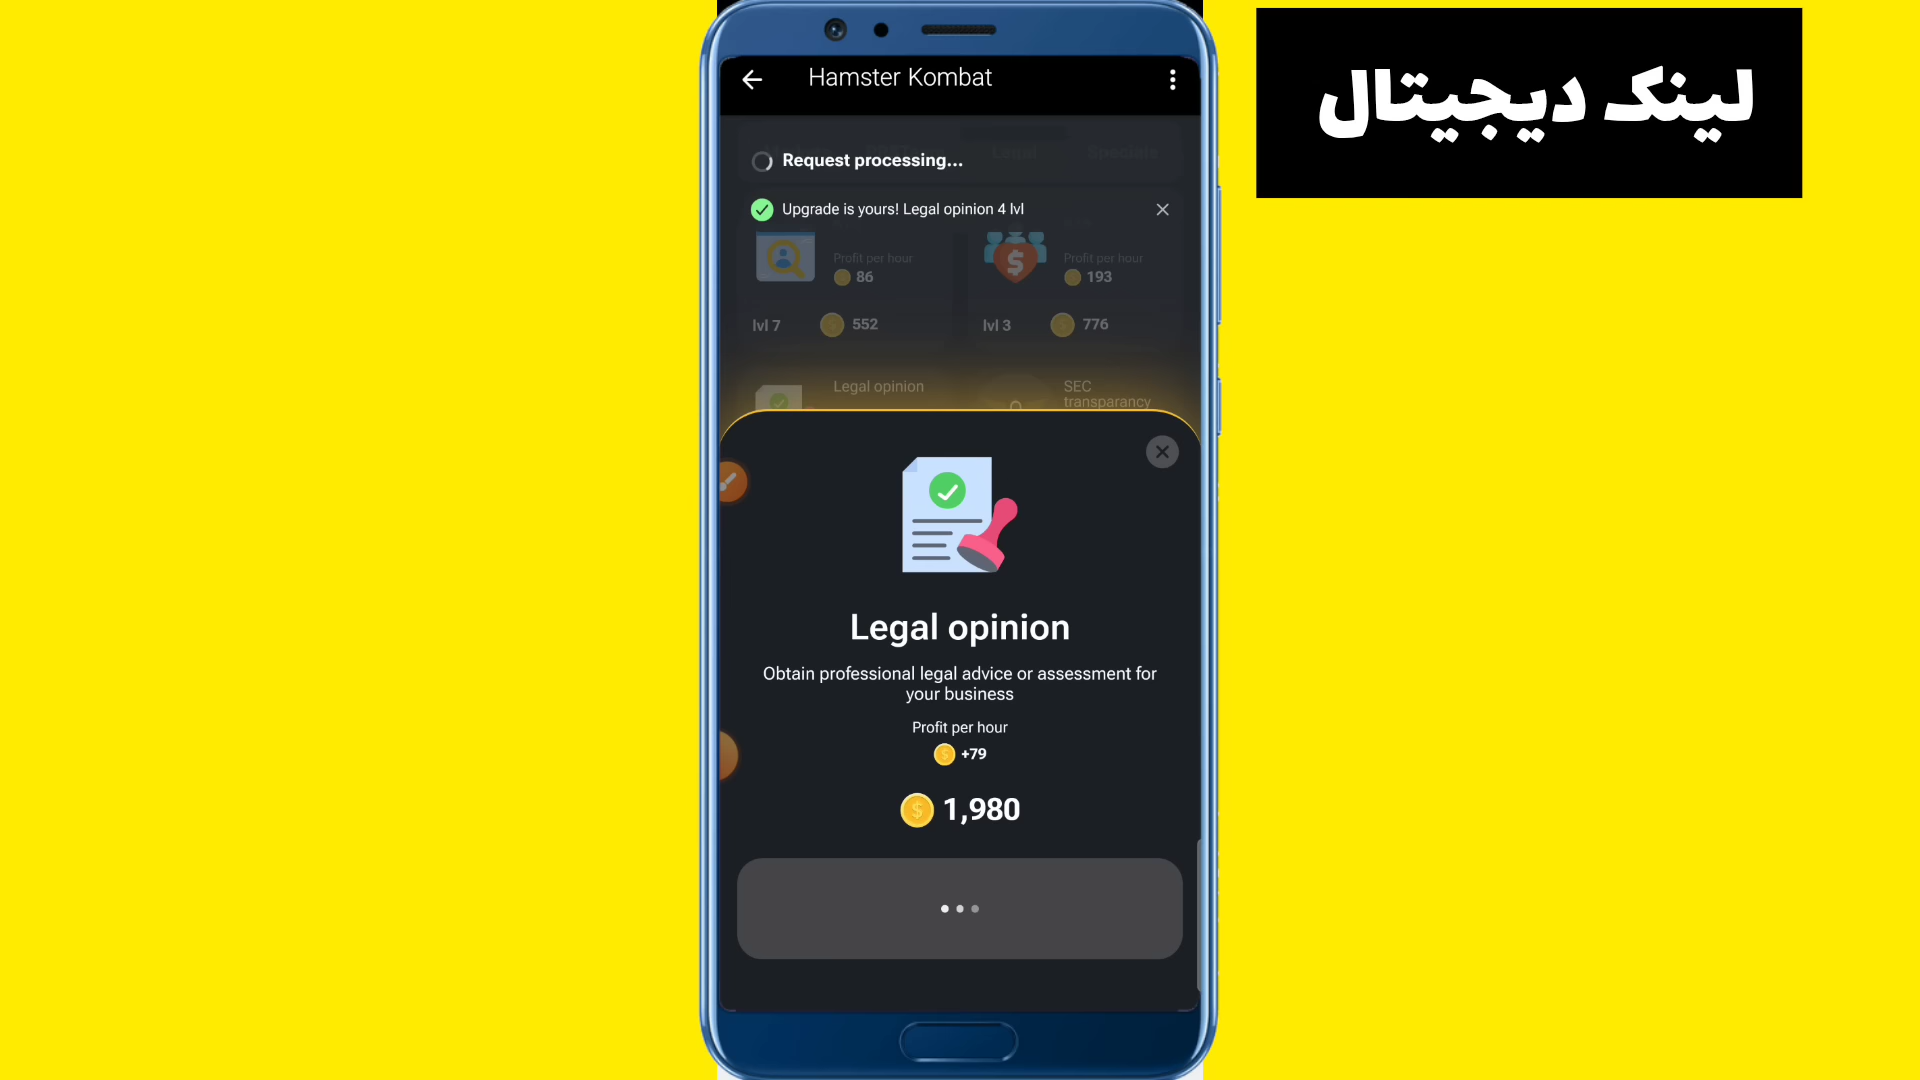 Hamster Kombat
لینک دیجیتال
Request processing...
Legal
Upgrade is yours! Legal opinion 4 lvl
Profit per hour
86
Profit per hour
193
lvl 7
552
lvl 3
776
Legal opinion
SEC
transparancy
Legal opinion
Obtain professional legal advice or assessment for
your business
Profit per hour
+79
1,980